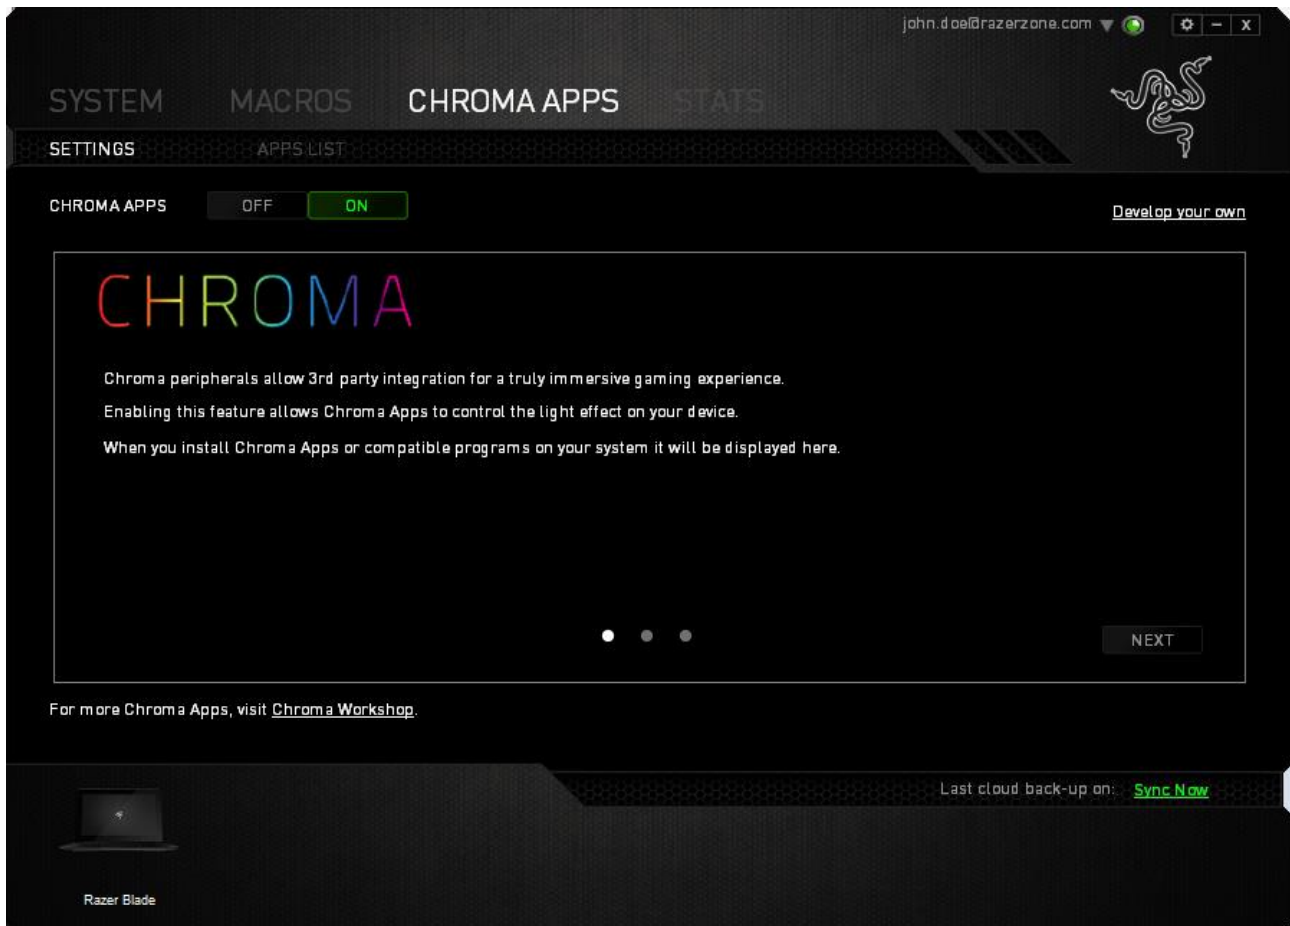 john.doe@razerzone.com
SYSTEM MACROS CHROMA APPS STATS
SETTINGS APPS LIST
CHROMA APPS OFF ON
Develop your own
CHROMA
Chroma peripherals allow 3rd party integration for a truly immersive gaming experience.
Enabling this feature allows Chroma Apps to control the light effect on your device.
When you install Chroma Apps or compatible programs on your system it will be displayed here.
NEXT
For more Chroma Apps, visit Chroma Workshop.
Last cloud back-up on: Sync Now
Razer Blade